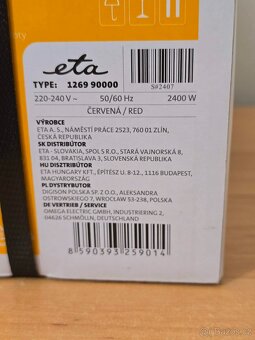 eta
TYPE: 1269 90000
S#2407
220-240 V ~ 50/60 Hz 2400 W
ČERVENÁ / RED
VÝROBCE
ETA A. S., NÁMĚSTÍ PRÁCE 2523, 760 01 ZLÍN,
ČESKÁ REPUBLIKA
SK DISTRIBÚTOR
ETA - SLOVAKIA, SPOL S R.O., STARÁ VAJNORSKÁ 8,
831 04, BRATISLAVA 3, SLOVENSKÁ REPUBLIKA
HU DISZTRIBÚTOR
ETA HUNGARY KFT., ÉPÍTÉSZ U. 8-12., 1116 BUDAPEST,
MAGYARORSZÁG
PL DYSTRYBUTOR
DIGISON POLSKA SP. Z O.O., ALEKSANDRA
OSTROWSKIEGO 7, WROCŁAW 53-238, POLSKA
DE VERTRIEB / SERVICE
OMEGA ELECTRIC GMBH, INDUSTRIERING 2,
04626 SCHMÖLLN, DEUTSCHLAND
8 590393 259014